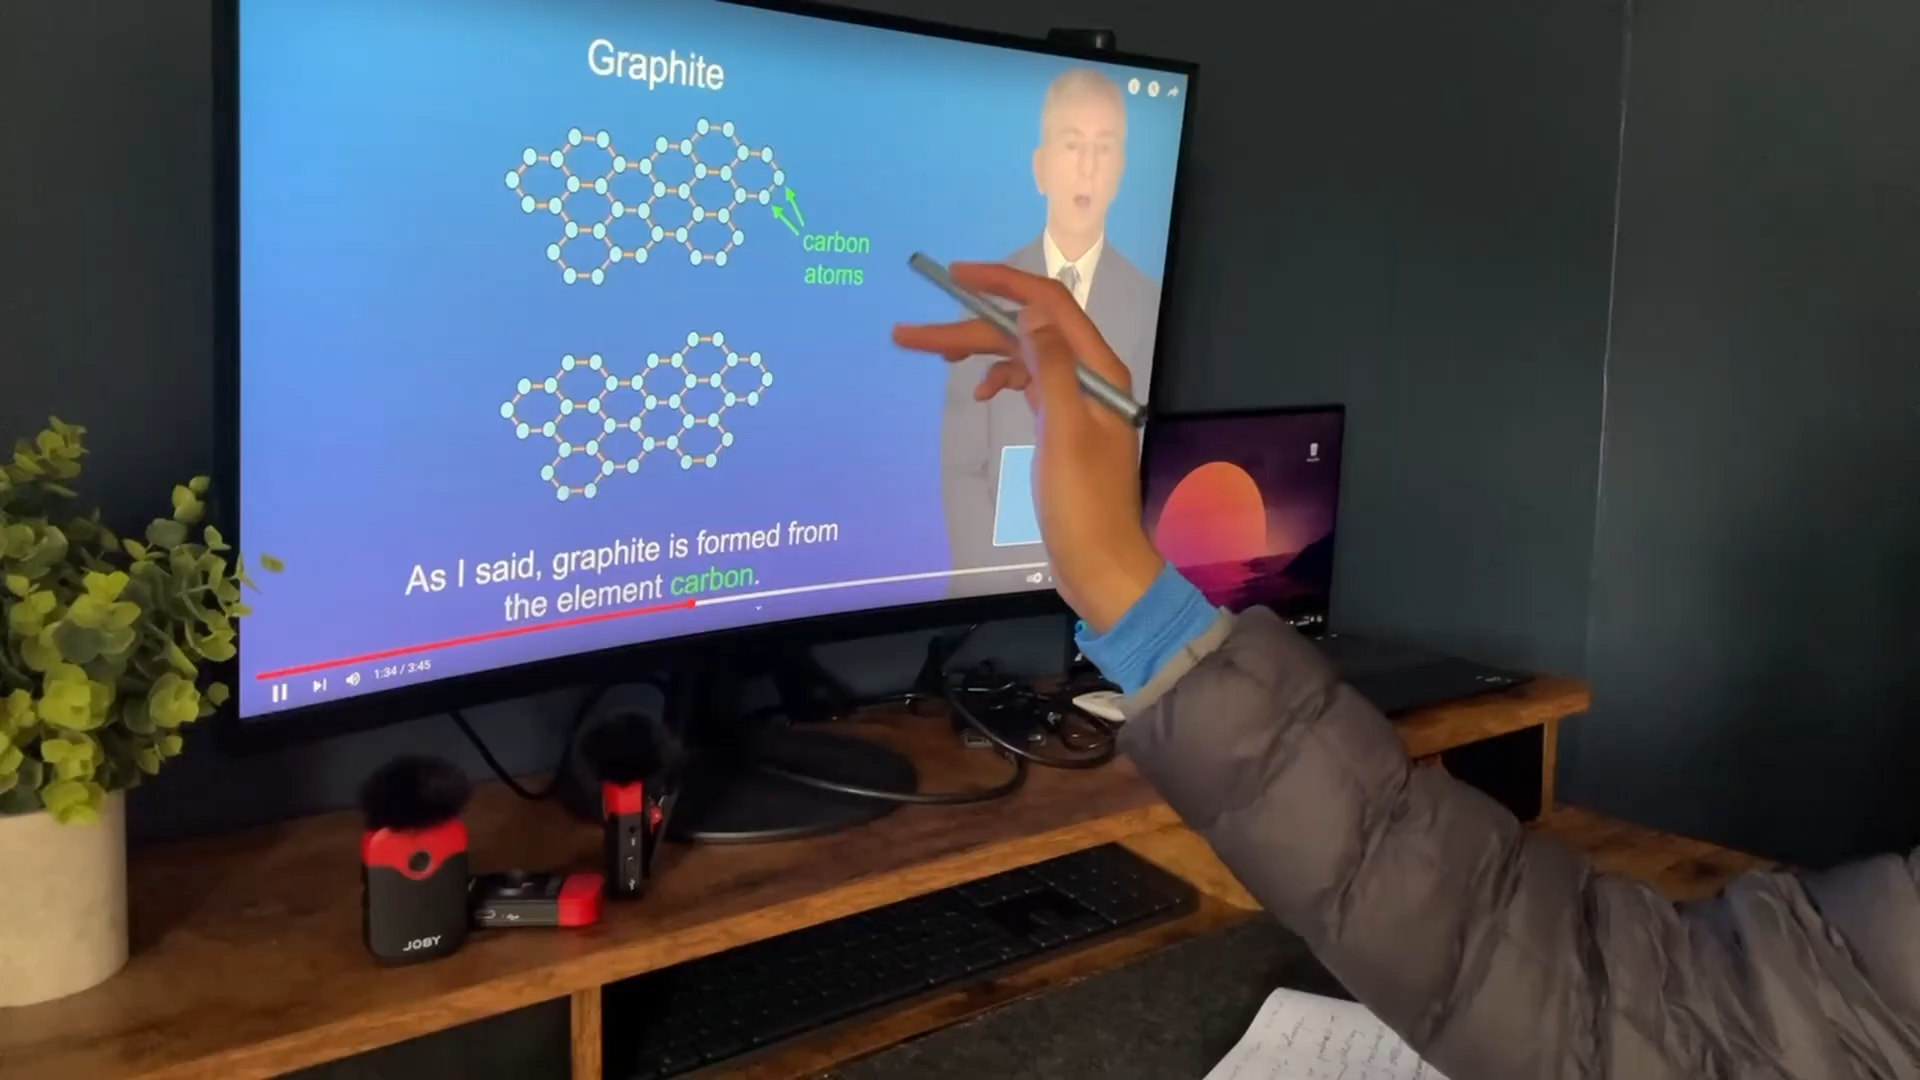 Graphite
carbon
atoms
As I said, graphite is formed from
the element carbon.
1:34 / 3:45
JOBY